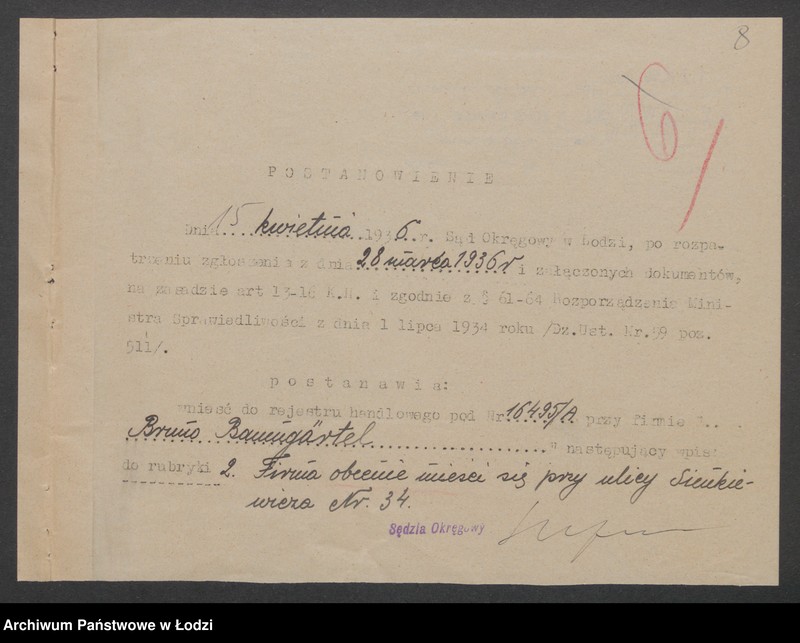 8
6/
POSTANOWIENIE
Dnia 15 kwietnia 1936 r. Sąd Okręgowy w Łodzi, po rozpa-
trzeniu zgłoszenia z dnia 28 marca 1936 r i załączonych dokumentów,
na zasadzie art 13-18 K.H. i zgodnie z § 61-64 Rozporządzenia Mini-
stra Sprawiedliwości z dnia 1 lipca 1934 roku /Dz.Ust. Nr.59 poz.
511/.
postanawia:
wnieść do rejestru handlowego pod Nr 16495/A przy firmie "..
Bruno Baumgärtel...................." następujący wpis:
do rubryki 2. Firma obecnie mieści się przy ulicy Sienkie-
wicza Nr. 34.
Sędzia Okręgowy
Archiwum Państwowe w Łodzi